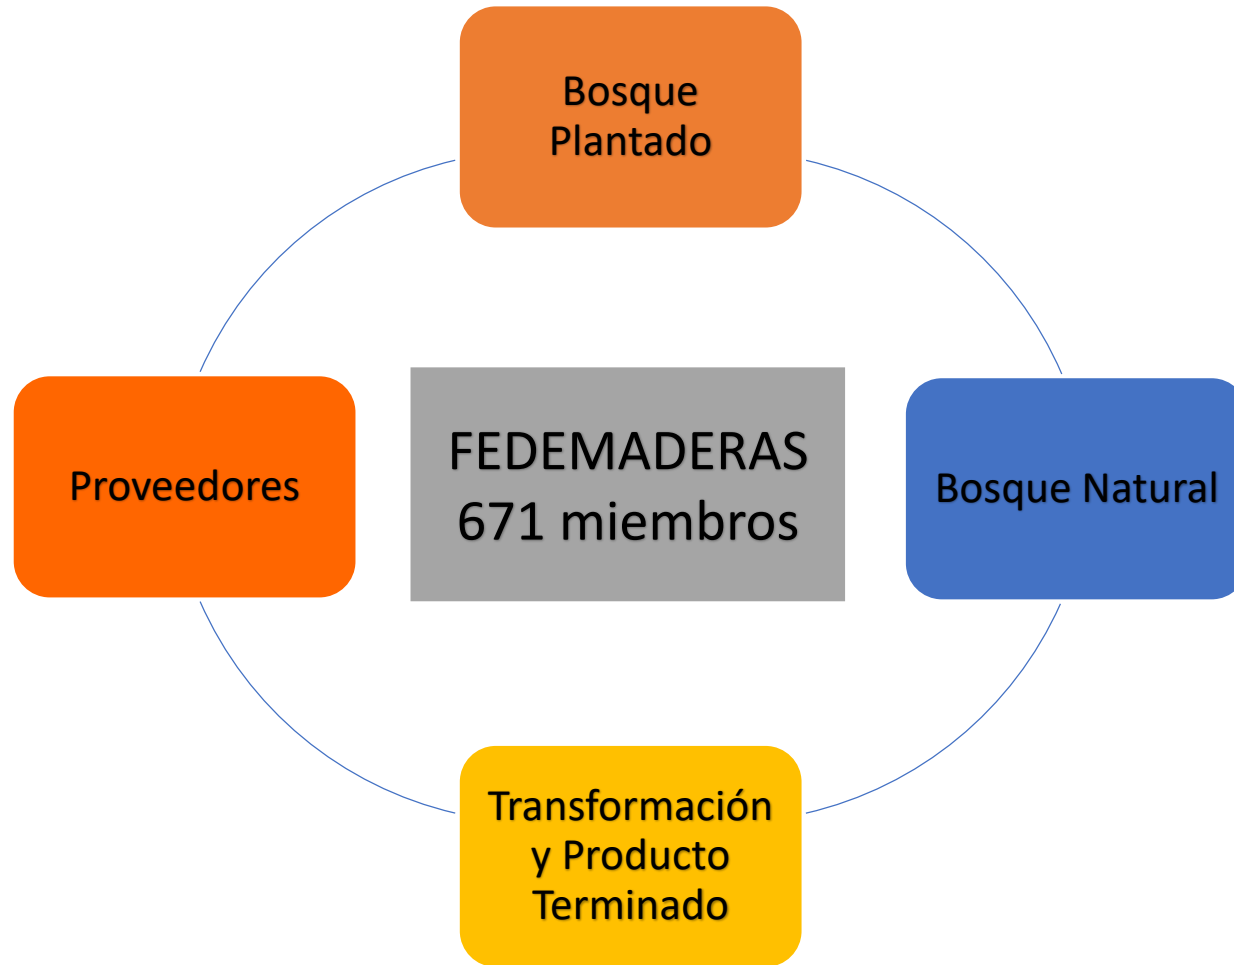 Bosque
Plantado
Proveedores
FEDEMADERAS
671 miembros
Bosque Natural
Transformación
y Producto
Terminado